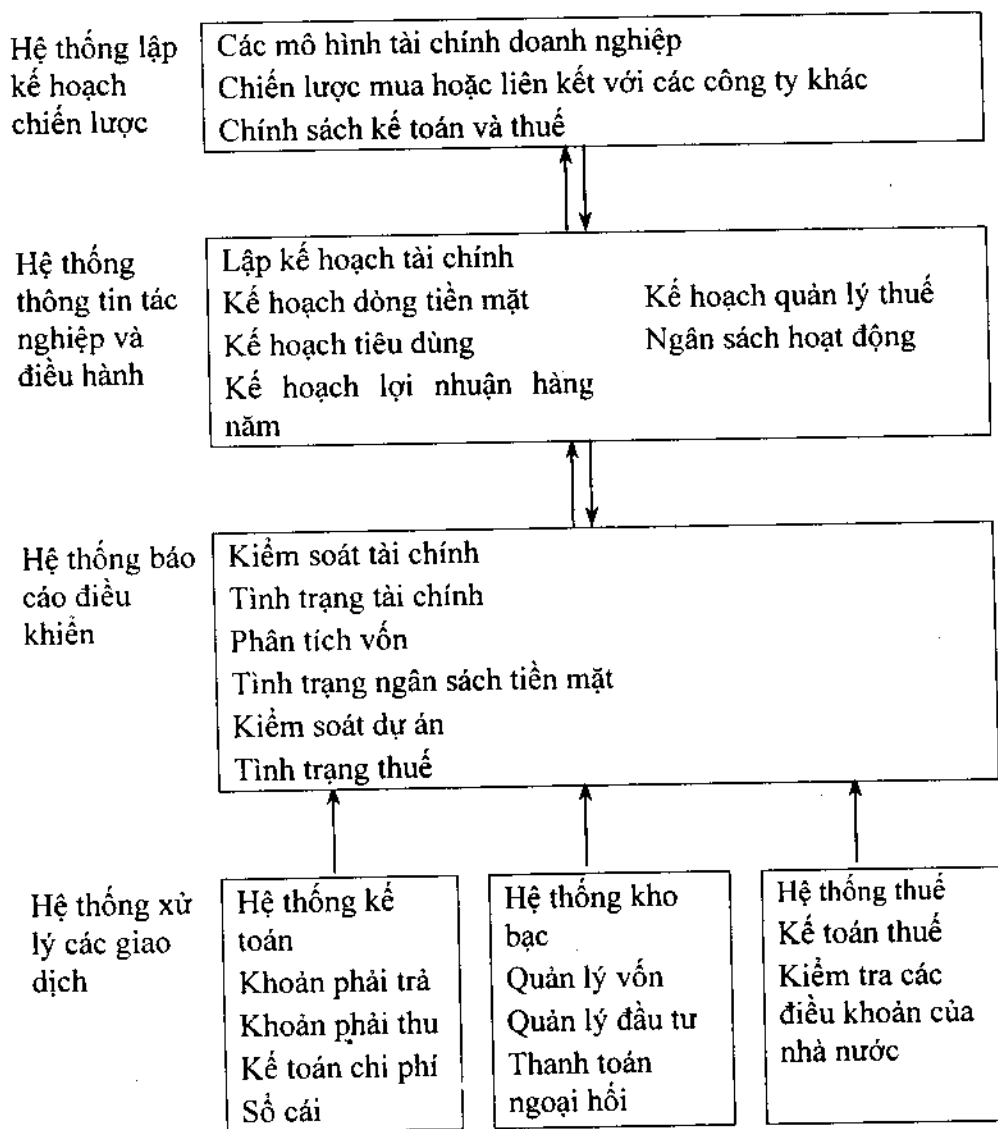 Hệ thống lập
kế hoạch
chiến lược
Các mô hình tài chính doanh nghiệp
Chiến lược mua hoặc liên kết với các công ty khác
Chính sách kế toán và thuế
Hệ thống
thông tin tác
nghiệp và
điều hành
Lập kế hoạch tài chính
Kế hoạch dòng tiền mặt
Kế hoạch tiêu dùng
Kế hoạch lợi nhuận hàng
năm
Kế hoạch quản lý thuế
Ngân sách hoạt động
Hệ thống báo
cáo điều
khiển
Kiểm soát tài chính
Tình trạng tài chính
Phân tích vốn
Tình trạng ngân sách tiền mặt
Kiểm soát dự án
Tình trạng thuế
Hệ thống xử
lý các giao
dịch
Hệ thống kế
toán
Khoản phải trả
Khoản phải thu
Kế toán chi phí
Sổ cái
Hệ thống kho
bạc
Quản lý vốn
Quản lý đầu tư
Thanh toán
ngoại hối
Hệ thống thuế
Kế toán thuế
Kiểm tra các
điều khoản của
nhà nước